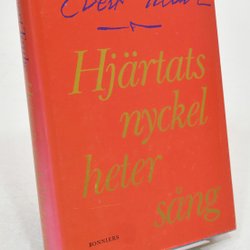 Hjärtats
nyckel
heter
sång
BONNIERS